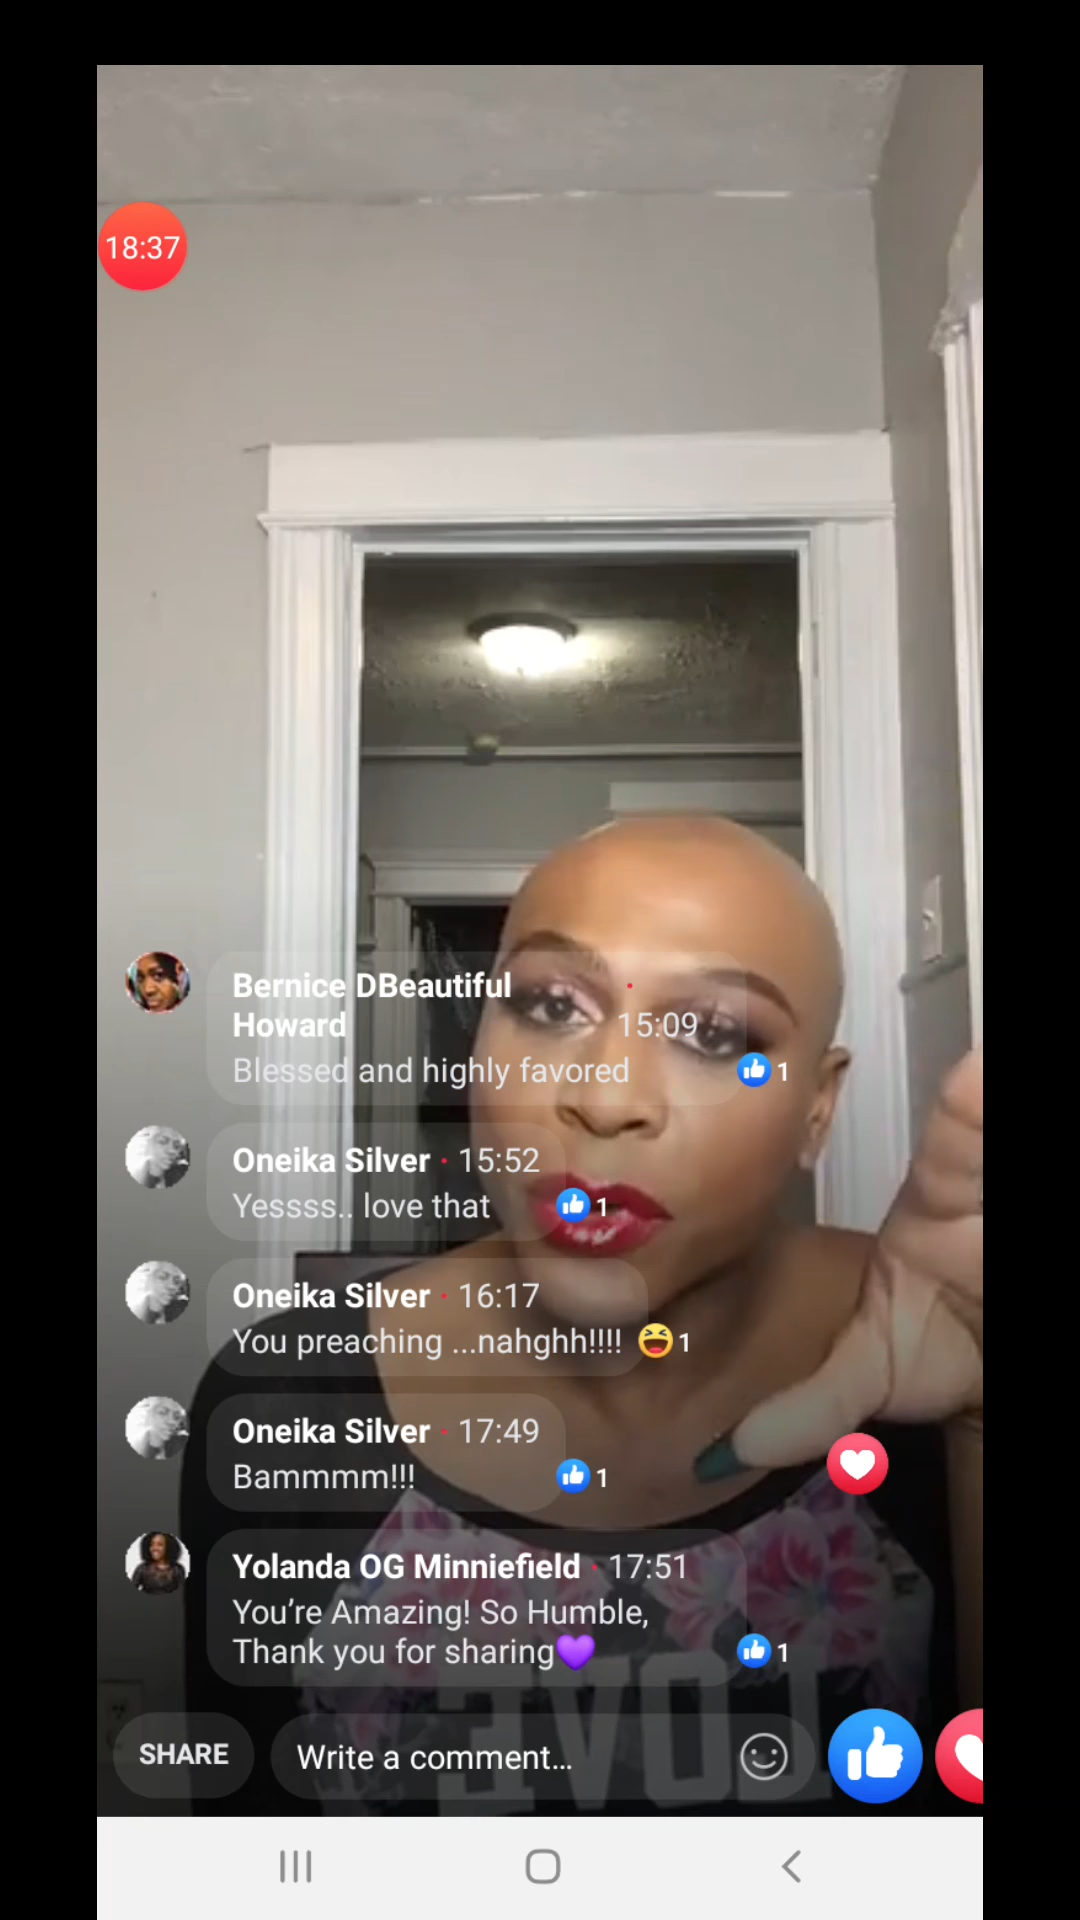 18:37
Bernice DBeautiful
Howard · 15:09
Blessed and highly favored
1
Oneika Silver · 15:52
Yessss.. love that
1
Oneika Silver · 16:17
You preaching ...nahghh!!!! 😆 1
Oneika Silver · 17:49
Bammmm!!!
1
Yolanda OG Minniefield · 17:51
You’re Amazing! So Humble,
Thank you for sharing💜
1
LOVE
SHARE
Write a comment...